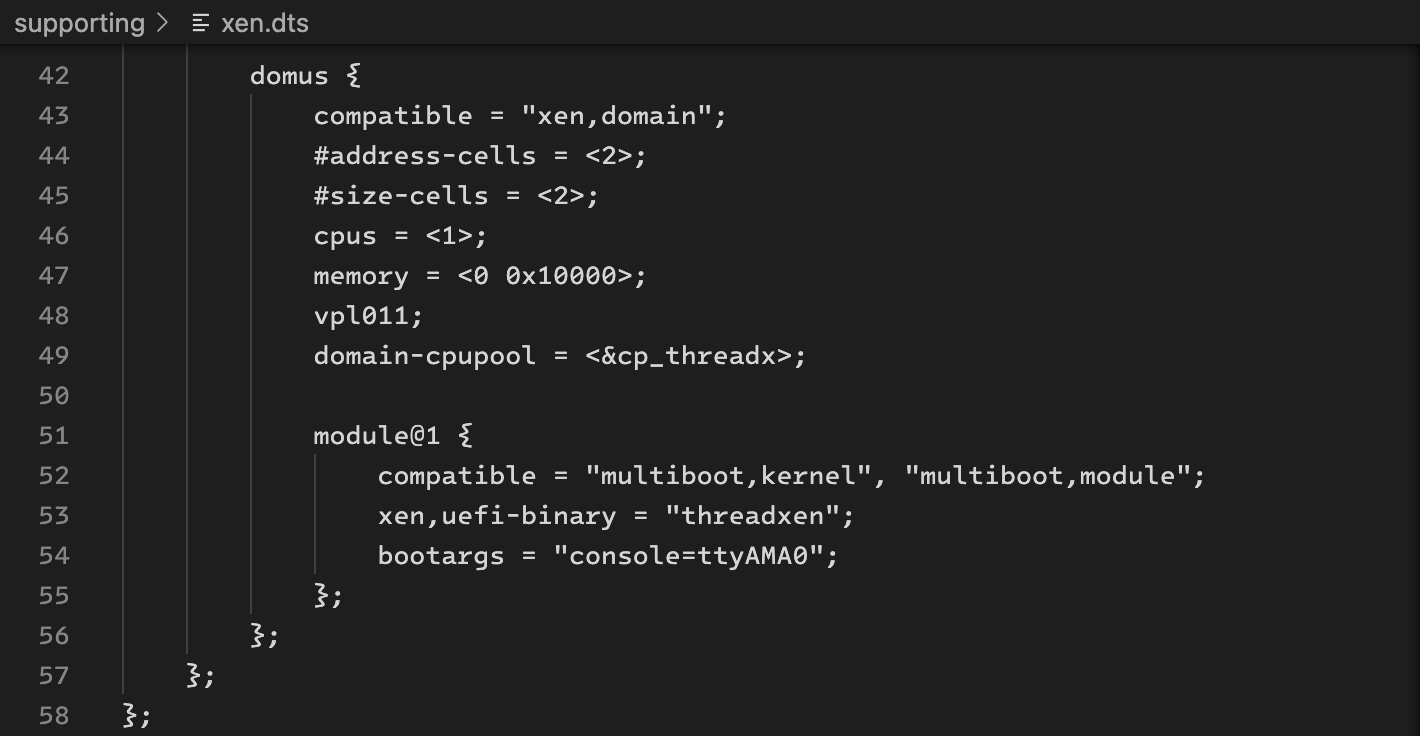 supporting > xen.dts
42 domus {
43 compatible = "xen,domain";
44 #address-cells = <2>;
45 #size-cells = <2>;
46 cpus = <1>;
47 memory = <0 0x10000>;
48 vpl011;
49 domain-cpupool = <&cp_threadx>;
50
51 module@1 {
52 compatible = "multiboot,kernel", "multiboot,module";
53 xen,uefi-binary = "threadxen";
54 bootargs = "console=ttyAMA0";
55 };
56 };
57 };
58 };